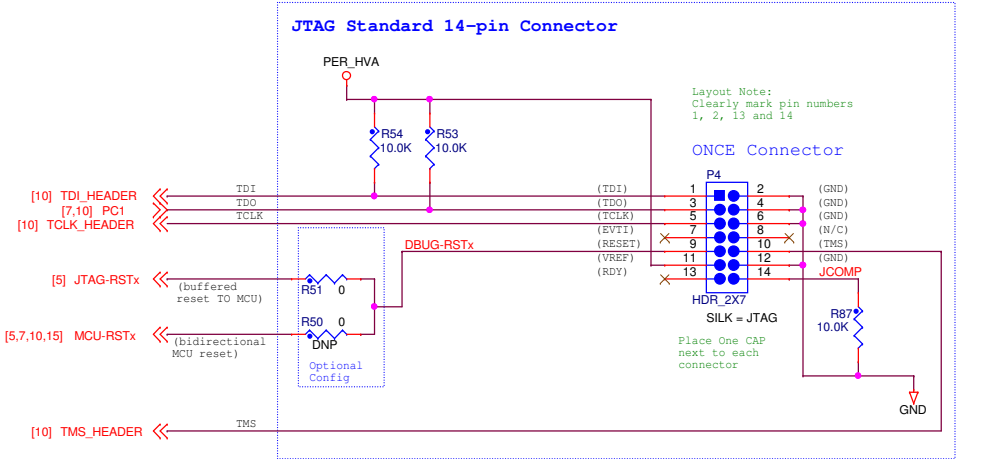 JTAG Standard 14-pin Connector
PER_HVA
Layout Note:
Clearly mark pin numbers
1, 2, 13 and 14
R54
10.0K
R53
10.0K
ONCE Connector
P4
[10] TDI_HEADER
TDI
(TDI)
1
2
(GND)
[7,10] PC1
TDO
(TDO)
3
4
(GND)
[10] TCLK_HEADER
TCLK
(TCLK)
5
6
(GND)
(EVTI)
7
8
(N/C)
DBUG-RSTx
(RESET)
9
10
(TMS)
(VREF)
11
12
(GND)
(RDY)
13
14
JCOMP
[5] JTAG-RSTx
(buffered
reset TO MCU)
R51
0
HDR_2X7
SILK = JTAG
R87
10.0K
[5,7,10,15] MCU-RSTx
(bidirectional
MCU reset)
R50
0
DNP
Optional
Config
Place One CAP
next to each
connector
GND
[10] TMS_HEADER
TMS